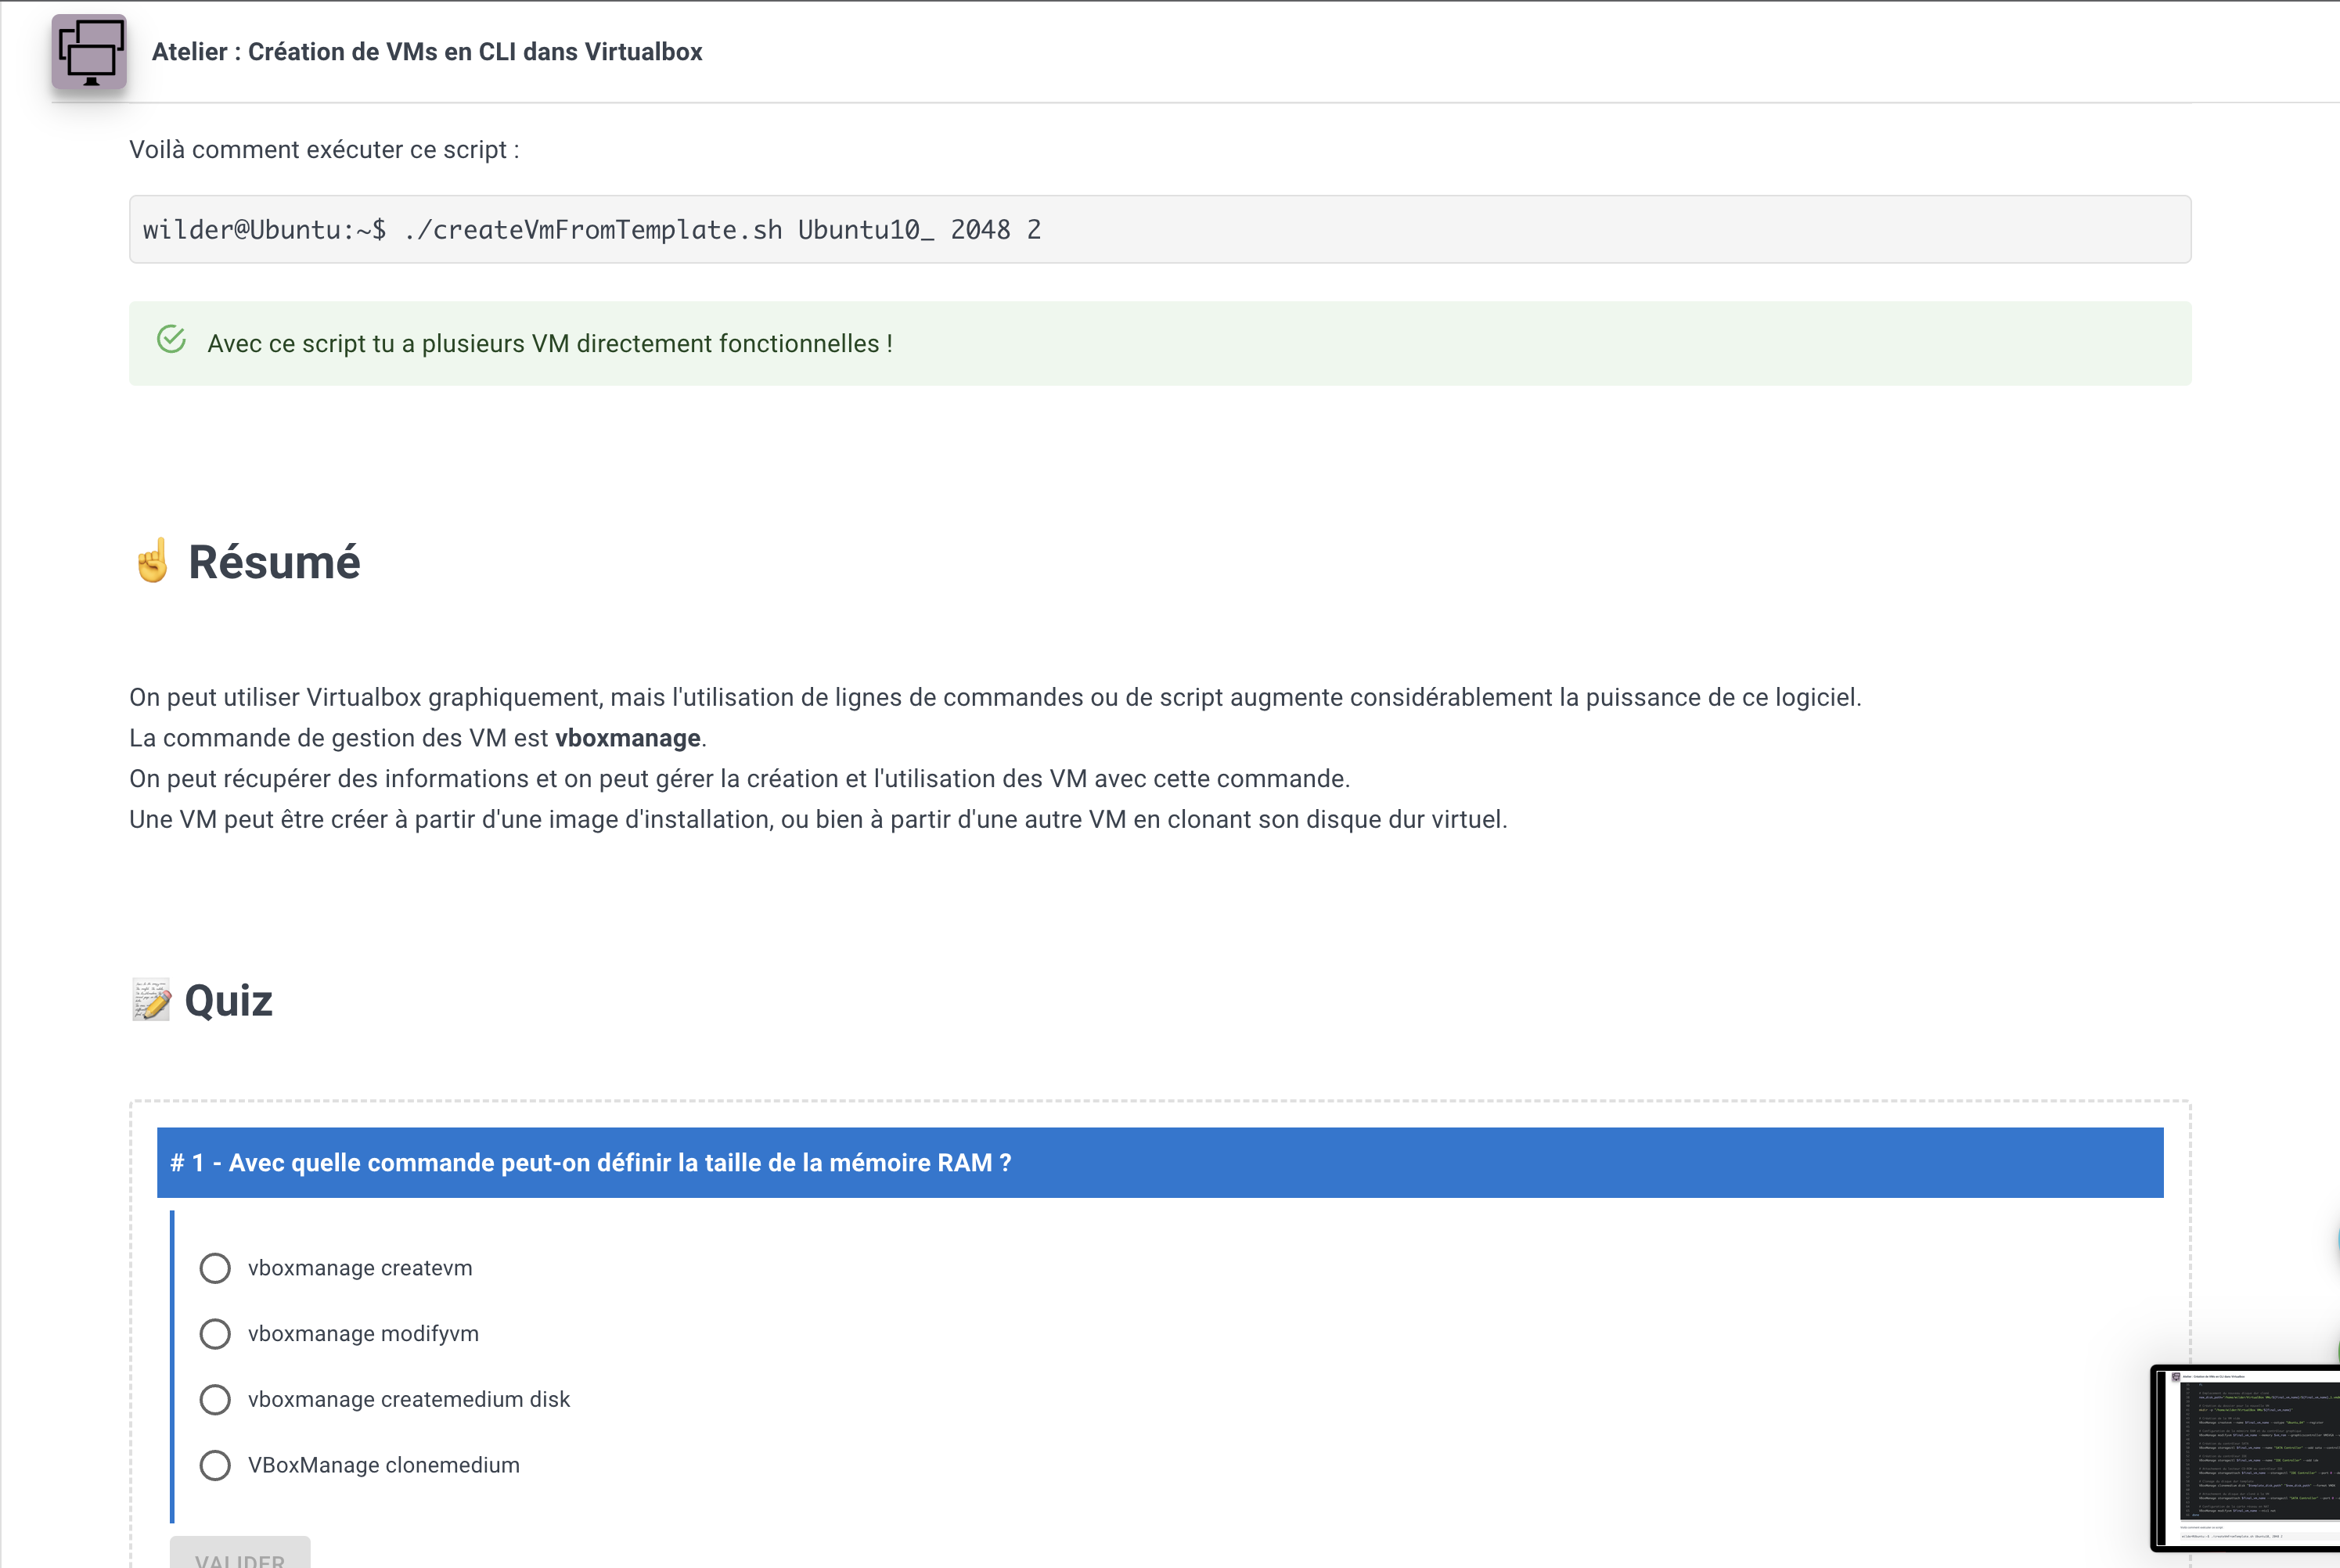 Atelier : Création de VMs en CLI dans Virtualbox
Voilà comment exécuter ce script :
wilder@Ubuntu:~$ ./createVmFromTemplate.sh Ubuntu10_ 2048 2
Avec ce script tu a plusieurs VM directement fonctionnelles !
☝️ Résumé
On peut utiliser Virtualbox graphiquement, mais l'utilisation de lignes de commandes ou de script augmente considérablement la puissance de ce logiciel.
La commande de gestion des VM est vboxmanage.
On peut récupérer des informations et on peut gérer la création et l'utilisation des VM avec cette commande.
Une VM peut être créer à partir d'une image d'installation, ou bien à partir d'une autre VM en clonant son disque dur virtuel.
📝 Quiz
# 1 - Avec quelle commande peut-on définir la taille de la mémoire RAM ?
vboxmanage createvm
vboxmanage modifyvm
vboxmanage createmedium disk
VBoxManage clonemedium
VALIDER